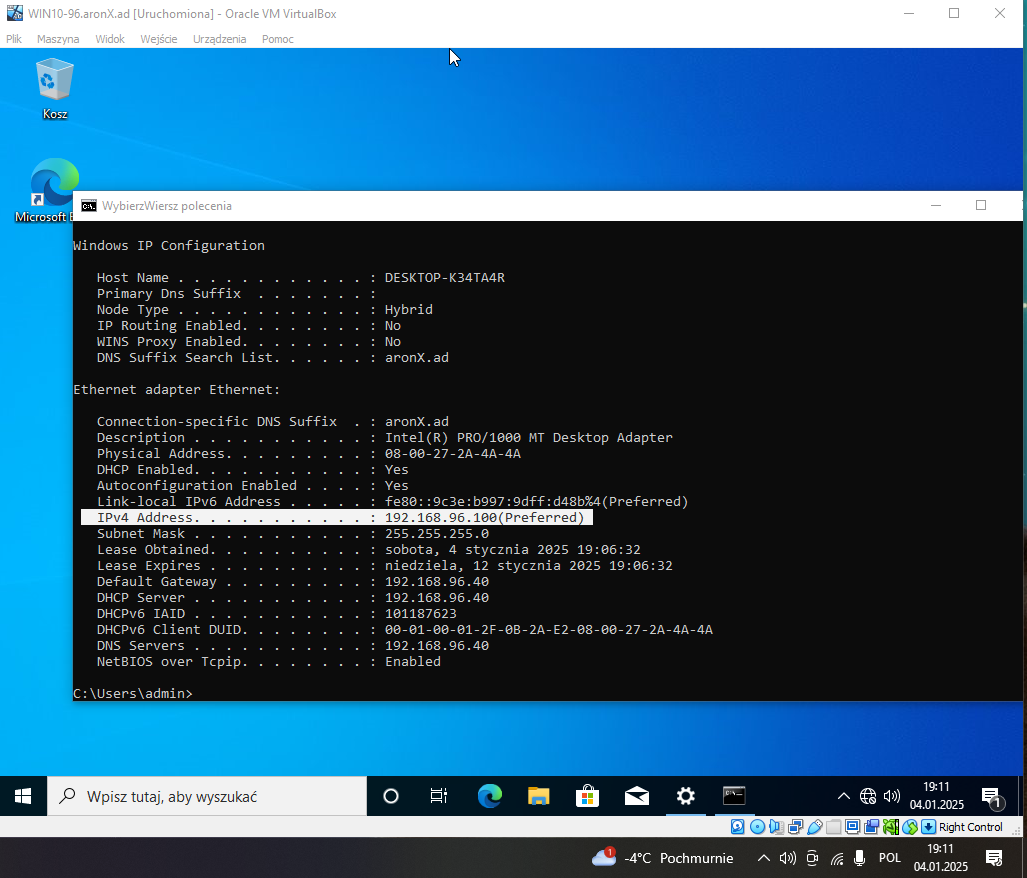 WIN10-96.aronX.ad [Uruchomiona] - Oracle VM VirtualBox
Plik Maszyna Widok Wejście Urządzenia Pomoc
Kosz
Microsoft
WybierzWiersz polecenia
Windows IP Configuration
Host Name . . . . . . . . . . . . : DESKTOP-K34TA4R
Primary Dns Suffix  . . . . . . . :
Node Type . . . . . . . . . . . . : Hybrid
IP Routing Enabled. . . . . . . . : No
WINS Proxy Enabled. . . . . . . . : No
DNS Suffix Search List. . . . . . : aronX.ad
Ethernet adapter Ethernet:
Connection-specific DNS Suffix  . : aronX.ad
Description . . . . . . . . . . . : Intel(R) PRO/1000 MT Desktop Adapter
Physical Address. . . . . . . . . : 08-00-27-2A-4A-4A
DHCP Enabled. . . . . . . . . . . : Yes
Autoconfiguration Enabled . . . . : Yes
Link-local IPv6 Address . . . . . : fe80::9c3e:b997:9dff:d48b%4(Preferred)
IPv4 Address. . . . . . . . . . . : 192.168.96.100(Preferred)
Subnet Mask . . . . . . . . . . . : 255.255.255.0
Lease Obtained. . . . . . . . . . : sobota, 4 stycznia 2025 19:06:32
Lease Expires . . . . . . . . . . : niedziela, 12 stycznia 2025 19:06:32
Default Gateway . . . . . . . . . : 192.168.96.40
DHCP Server . . . . . . . . . . . : 192.168.96.40
DHCPv6 IAID . . . . . . . . . . . : 101187623
DHCPv6 Client DUID. . . . . . . . : 00-01-00-01-2F-0B-2A-E2-08-00-27-2A-4A-4A
DNS Servers . . . . . . . . . . . : 192.168.96.40
NetBIOS over Tcpip. . . . . . . . : Enabled
C:\Users\admin>
Wpisz tutaj, aby wyszukać
19:11
04.01.2025
1
Right Control
1
-4°C Pochmurnie
POL
19:11
04.01.2025